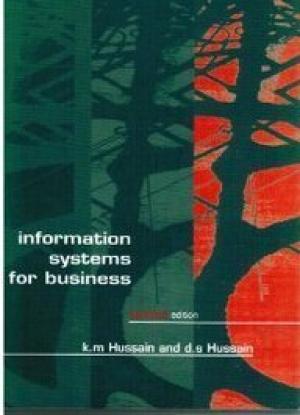 information
systems
for business
edition
k.m Hussain and d.s Hussain